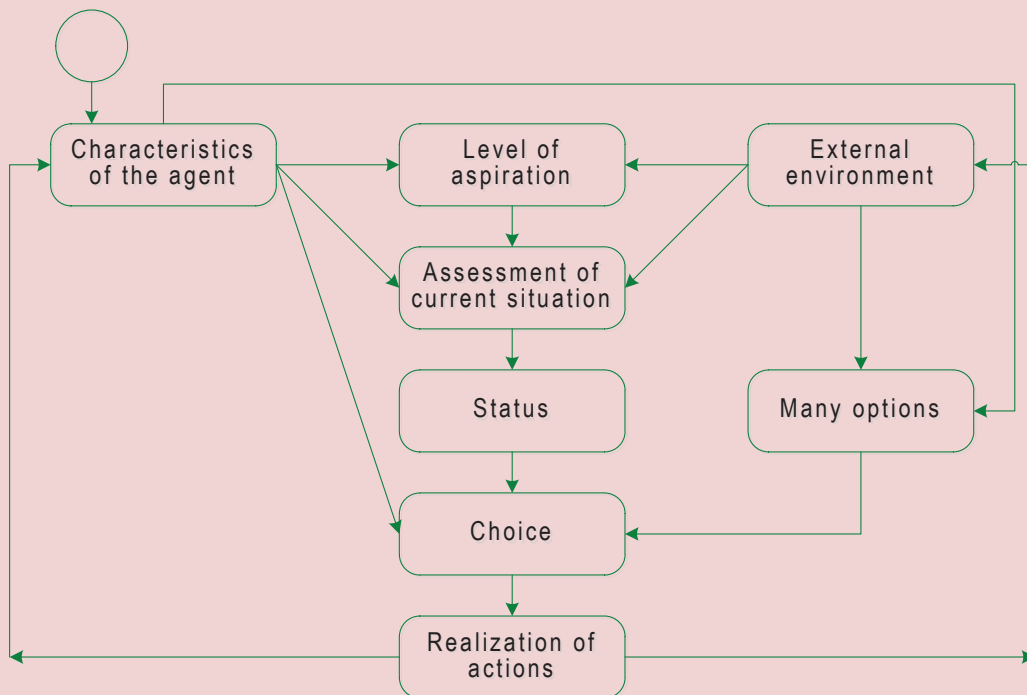 Characteristics
of the agent
Level of
aspiration
External
environment
Assessment of
current situation
Status
Many options
Choice
Realization of
actions